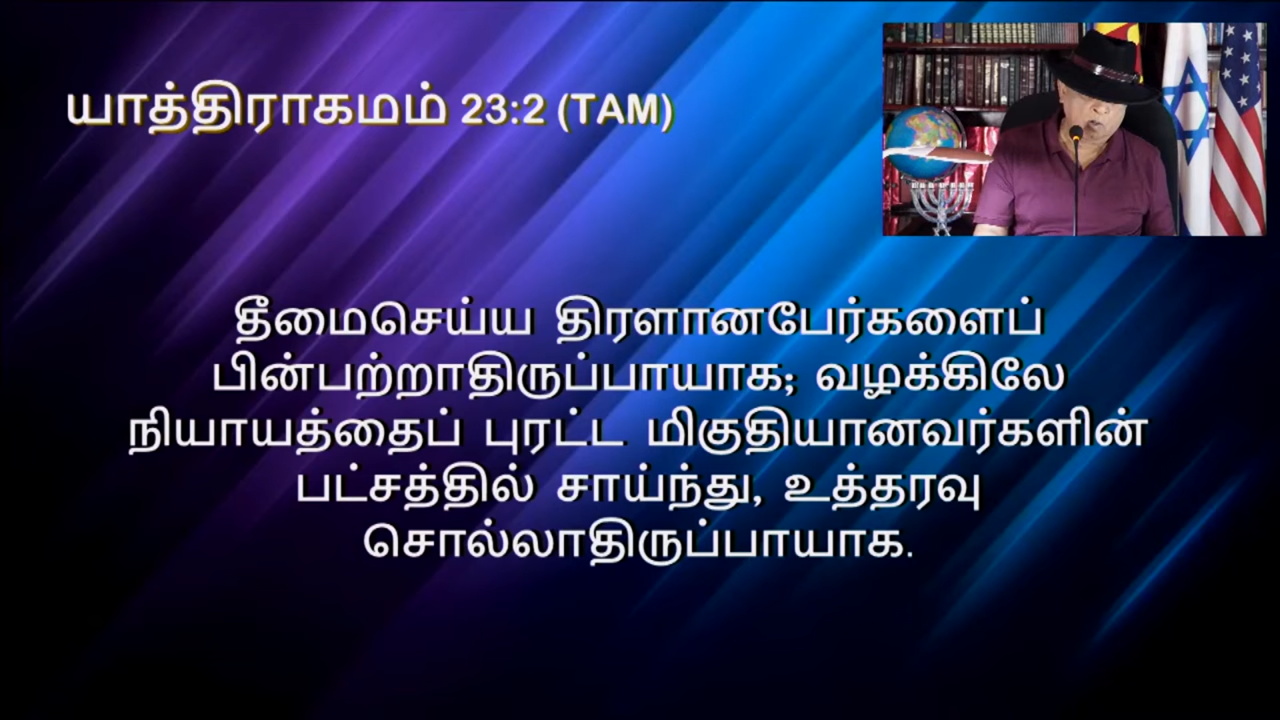 யாத்திராகமம் 23:2 (TAM)
தீமைசெய்ய திரளானபேர்களைப்
பின்பற்றாதிருப்பாயாக; வழக்கிலே
நியாயத்தைப் புரட்ட மிகுதியானவர்களின்
பட்சத்தில் சாய்ந்து, உத்தரவு
சொல்லாதிருப்பாயாக.